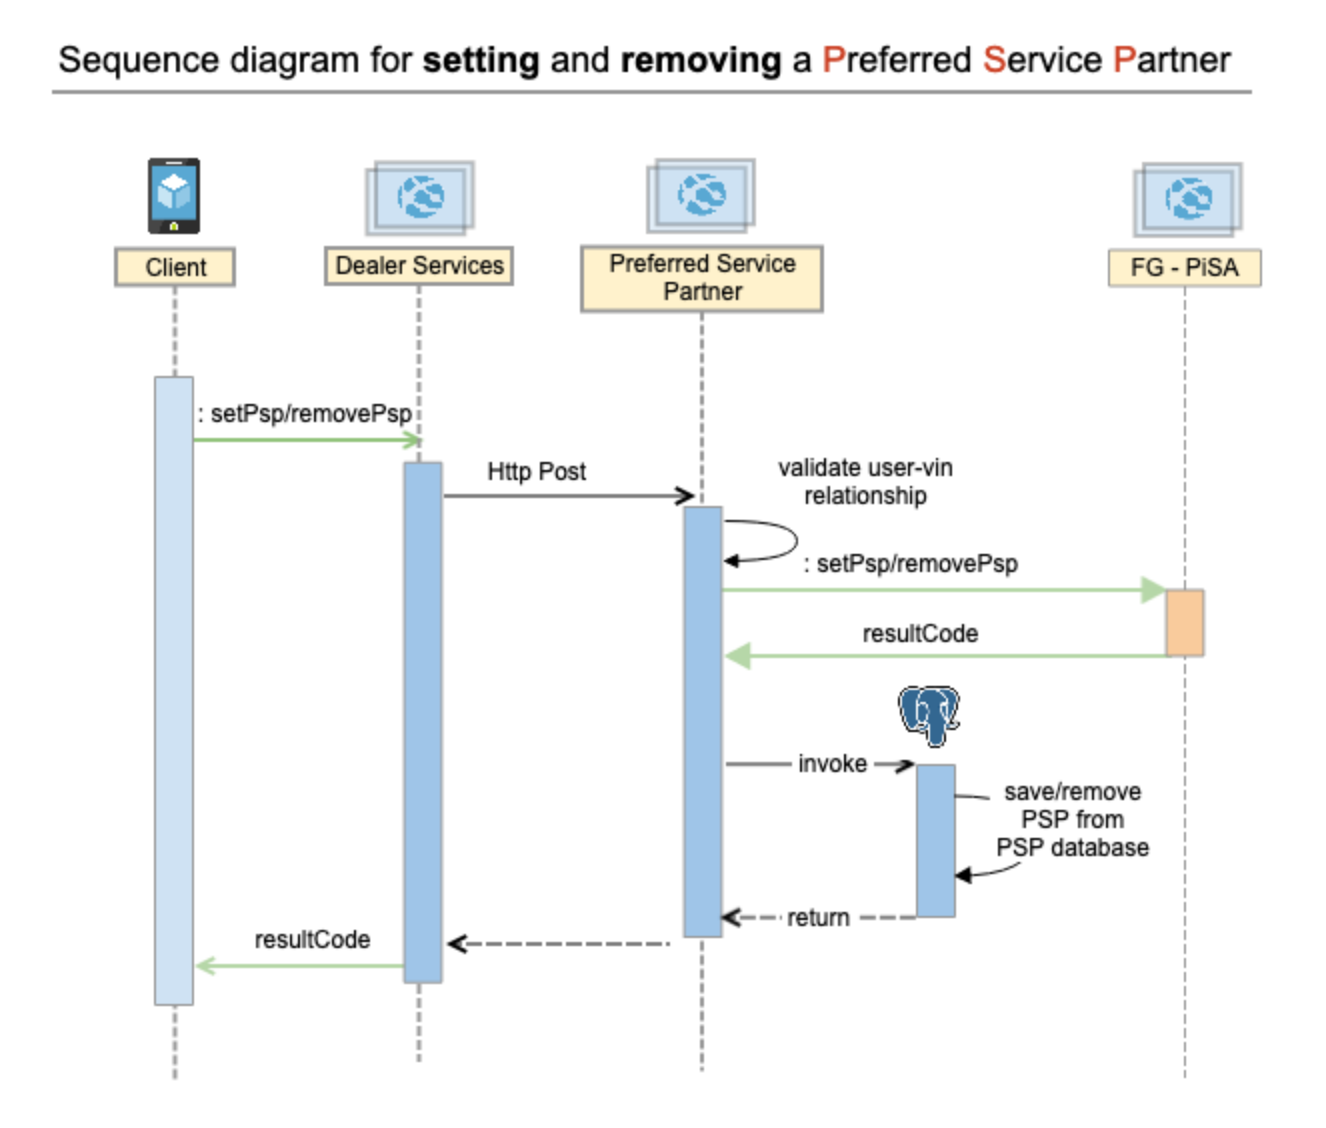 Sequence diagram for setting and removing a Preferred Service Partner
Client
Dealer Services
Preferred Service
Partner
FG - PiSA
: setPsp/removePsp
Http Post
validate user-vin
relationship
: setPsp/removePsp
resultCode
invoke
save/remove
PSP from
PSP database
return
resultCode